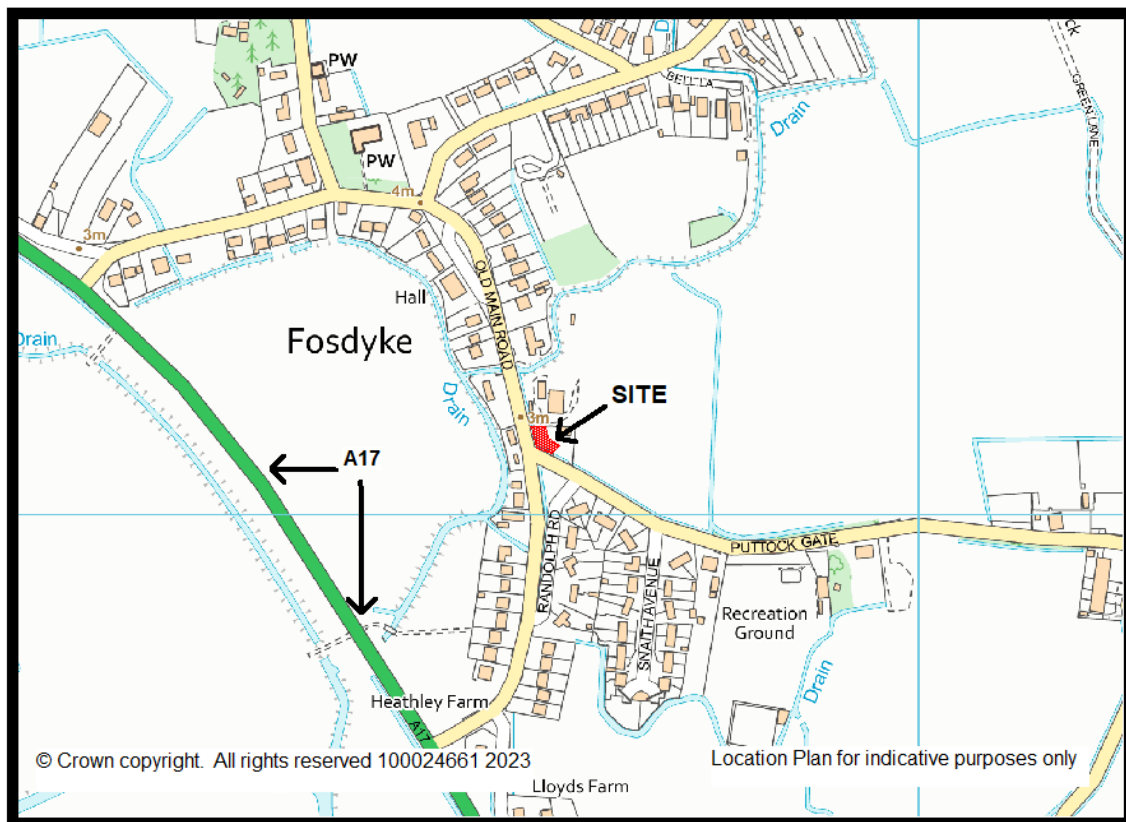 PW
D
ck
BELL LA
GREEN LANE
Drain
PW
4m
3m
OLD MAIN ROAD
Hall
Fosdyke
Drain
Drain
SITE
3m
A17
RANDOLPH RD
PUTTOCK GATE
SNAITH AVENUE
Recreation
Ground
Drain
Heathley Farm
A17
© Crown copyright. All rights reserved 100024661 2023
Location Plan for indicative purposes only
Lloyds Farm